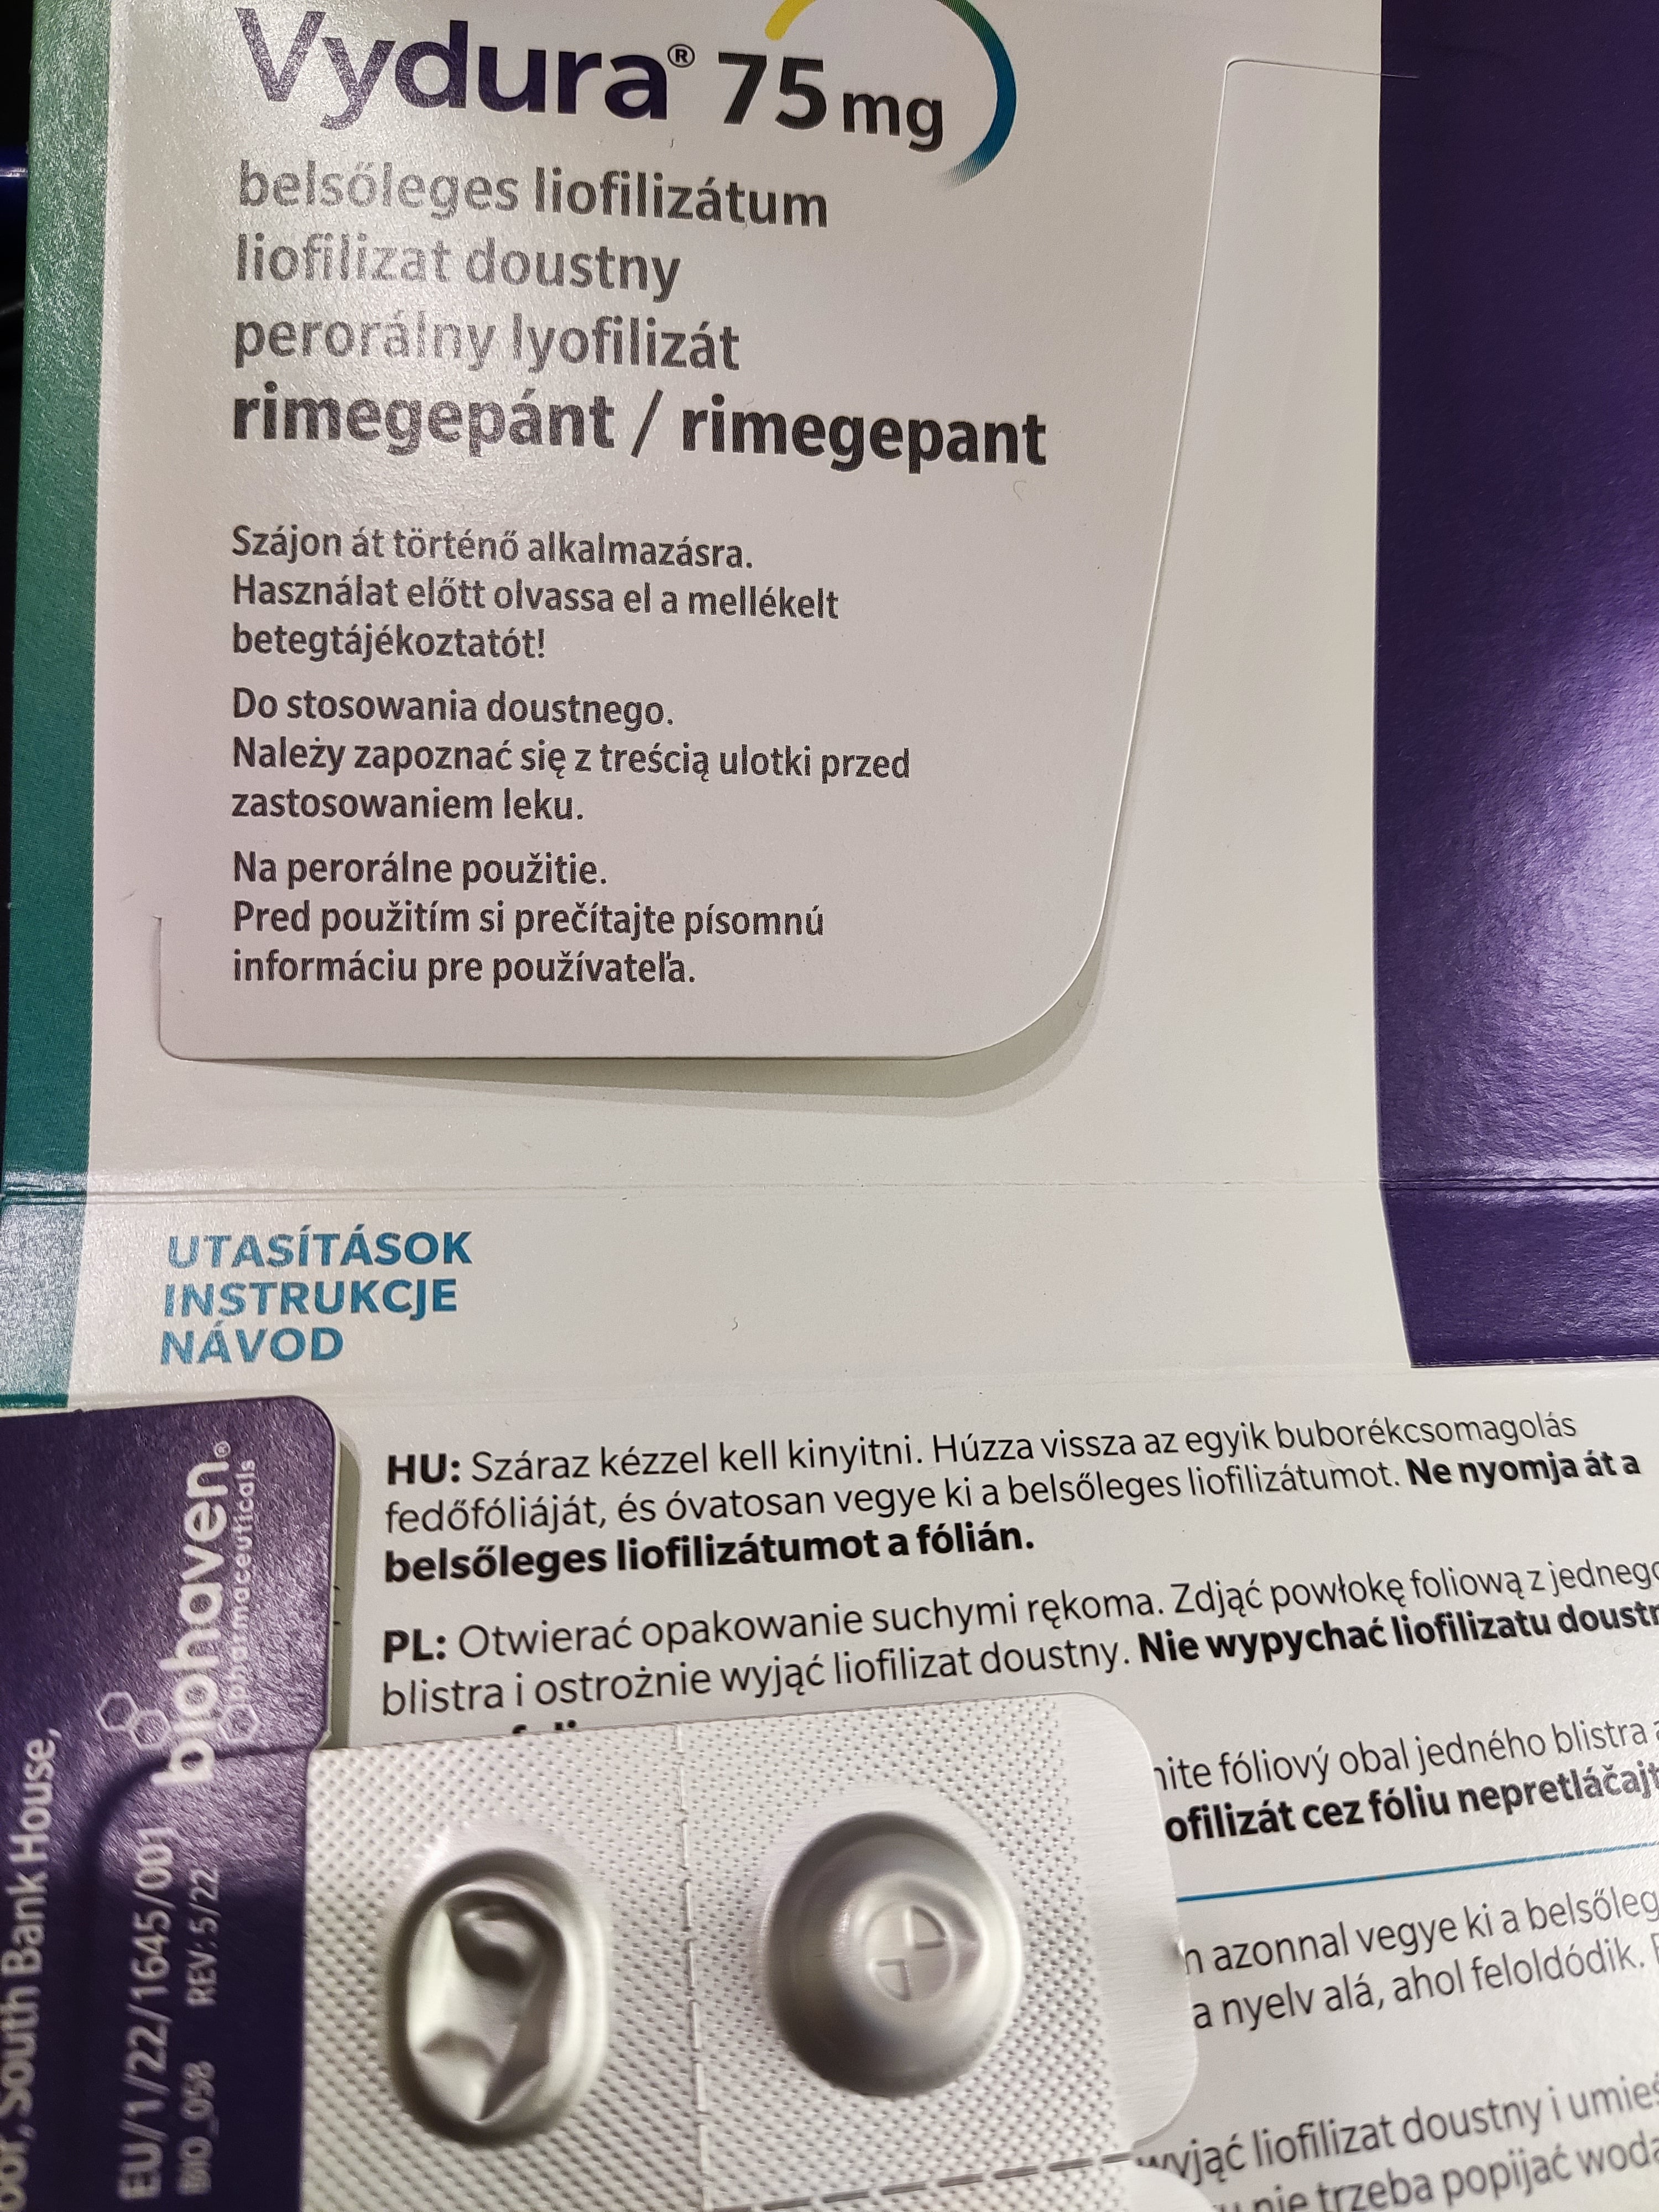 Vydura® 75 mg
belsőleges liofilizátum
liofilizat doustny
perorálny lyofilizát
rimegepánt / rimegepant
Szájon át történő alkalmazásra.
Használat előtt olvassa el a mellékelt
betegtájékoztatót!
Do stosowania doustnego.
Należy zapoznać się z treścią ulotki przed
zastosowaniem leku.
Na perorálne použitie.
Pred použitím si prečítajte písomnú
informáciu pre používateľa.
UTASÍTÁSOK
INSTRUKCJE
NÁVOD
HU: Száraz kézzel kell kinyitni. Húzza vissza az egyik buborékcsomagolás
fedőfóliáját, és óvatosan vegye ki a belsőleges liofilizátumot. Ne nyomja át a
belsőleges liofilizátumot a fólián.
PL: Otwierać opakowanie suchymi rękoma. Zdjąć powłokę foliową z jednego
blistra i ostrożnie wyjąć liofilizat doustny. Nie wypychać liofilizatu doustn
nite fóliový obal jedného blistra a
ofilizát cez fóliu nepretláčajt
n azonnal vegye ki a belsőleg
a nyelv alá, ahol feloldódik.
wyjąć liofilizat doustny i umieś
nie trzeba popijać wodą
biohaven®
pharmaceuticals
South Bank House,
EU/1/22/1645/001
BIO_058 REV: 5/22